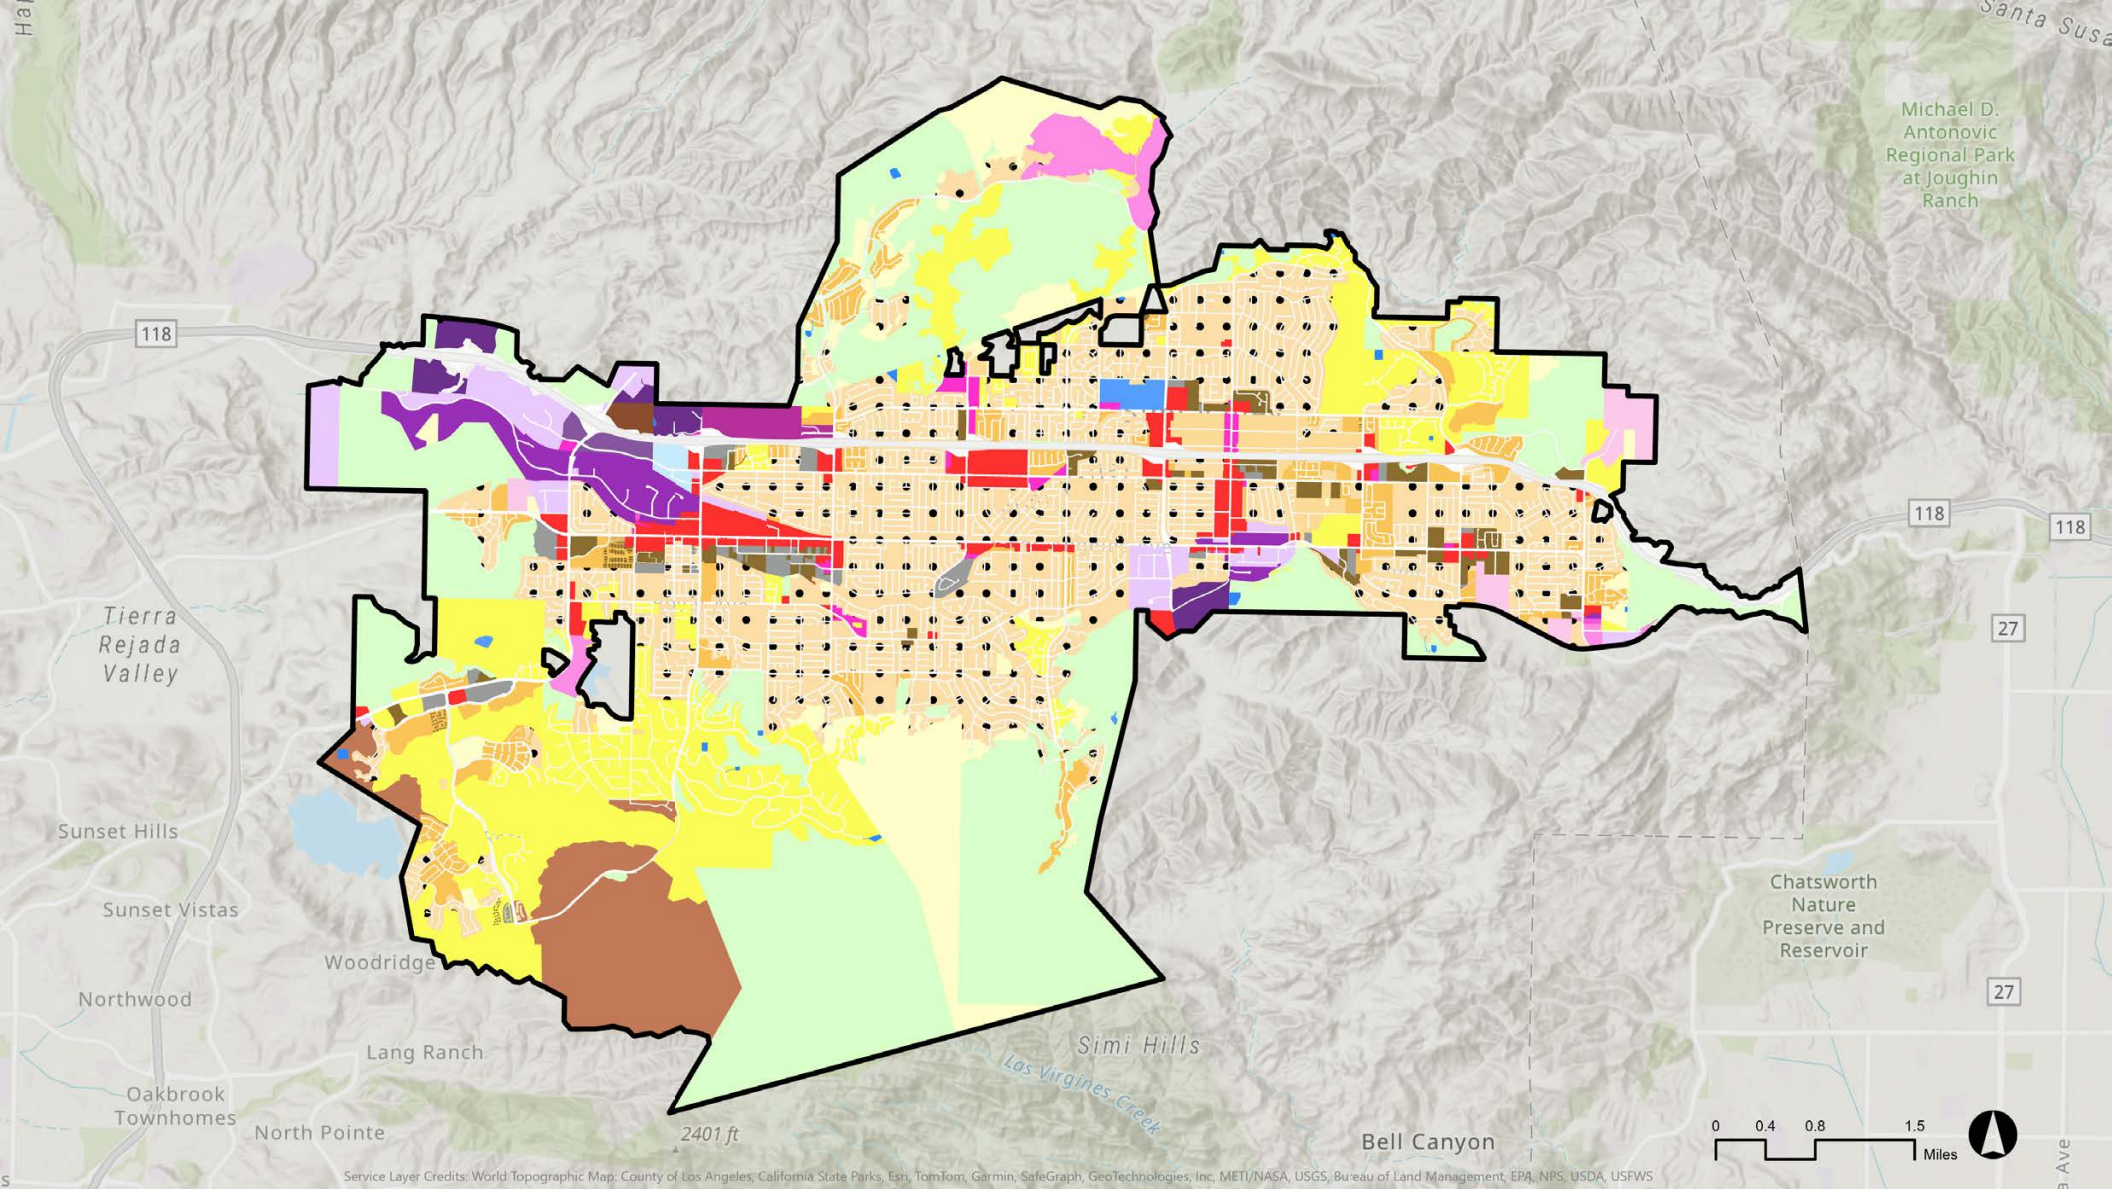 Santa Susa
Michael D.
Antonovic
Regional Park
at Joughin
Ranch
118
118
118
Tierra
Rejada
Valley
27
Sunset Hills
Chatsworth
Nature
Preserve and
Reservoir
Sunset Vistas
Woodridge
Northwood
27
Simi Hills
Lang Ranch
Las Virgines Creek
Oakbrook
Townhomes
North Pointe
2401 ft
Bell Canyon
0 0.4 0.8 1.5
Miles
Ave
Service Layer Credits: World Topographic Map: County of Los Angeles, California State Parks, Esri, TomTom, Garmin, SafeGraph, GeoTechnologies, Inc, METI/NASA, USGS, Bureau of Land Management, EPA, NPS, USDA, USFWS